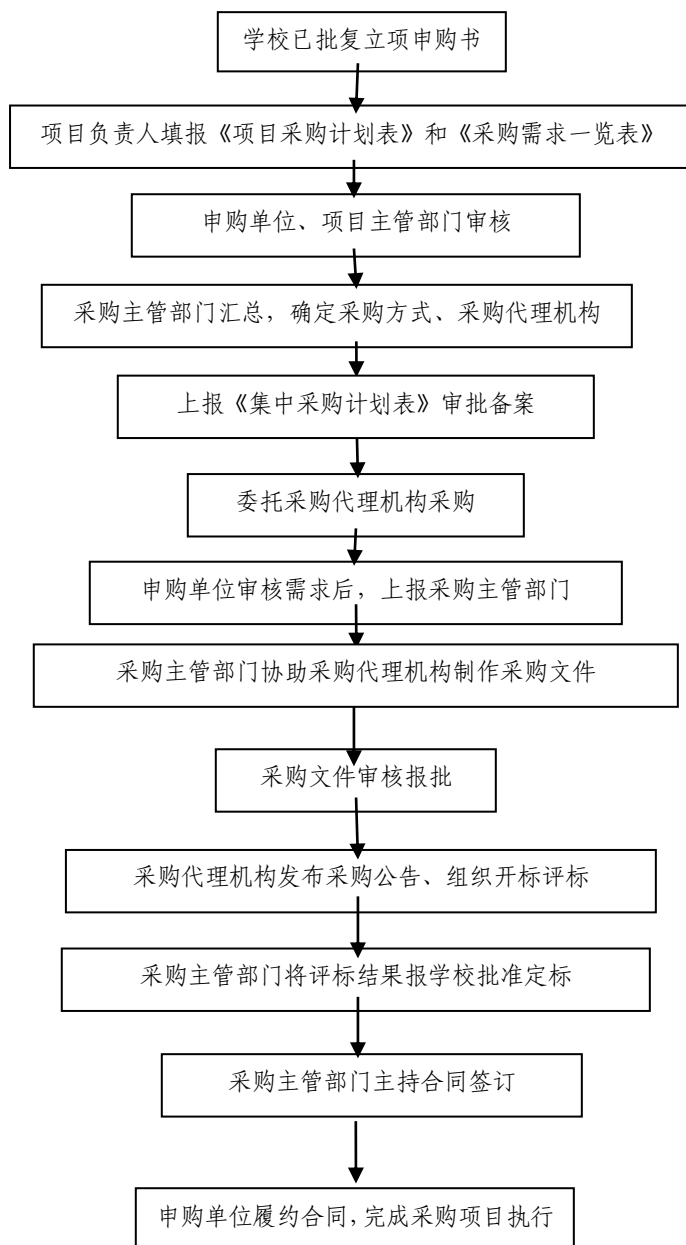 学校已批复立项申购书
项目负责人填报《项目采购计划表》和《采购需求一览表》
申购单位、项目主管部门审核
采购主管部门汇总，确定采购方式、采购代理机构
上报《集中采购计划表》审批备案
委托采购代理机构采购
申购单位审核需求后，上报采购主管部门
采购主管部门协助采购代理机构制作采购文件
采购文件审核报批
采购代理机构发布采购公告、组织开标评标
采购主管部门将评标结果报学校批准定标
采购主管部门主持合同签订
申购单位履约合同,完成采购项目执行